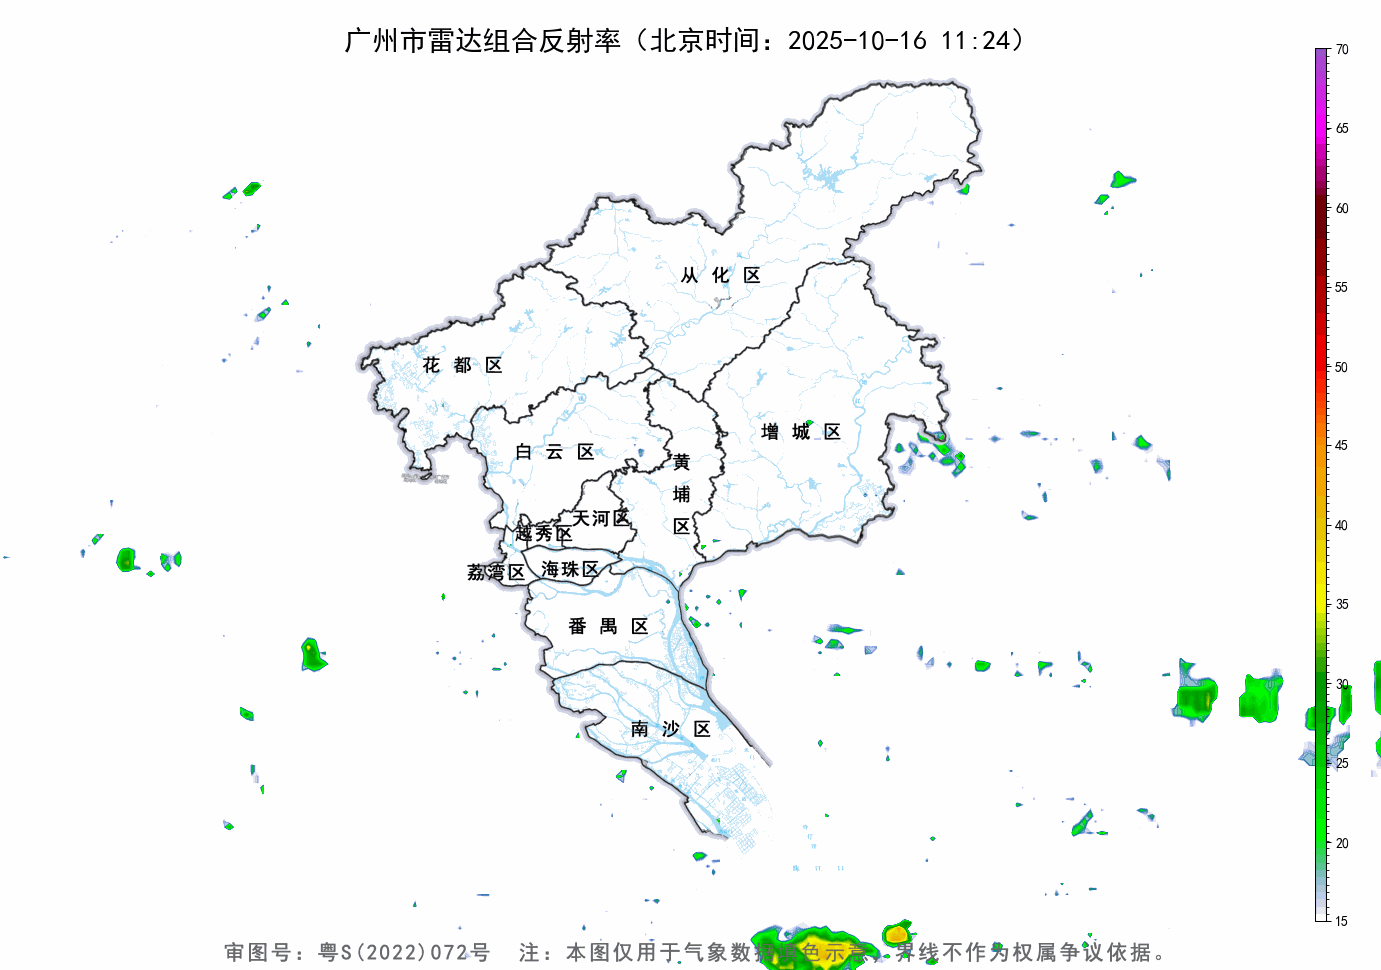 广州市雷达组合反射率（北京时间：2025-10-16 11:24）
70
65
60
55
50
45
40
35
30
25
20
15
从 化 区
花 都 区
增 城 区
白 云 区
黄
埔
区
天河区
越秀区
荔湾区
海珠区
番 禺 区
南 沙 区
审图号：粤S(2022)072号 注：本图仅用于气象数据填色示意，界线不作为权属争议依据。